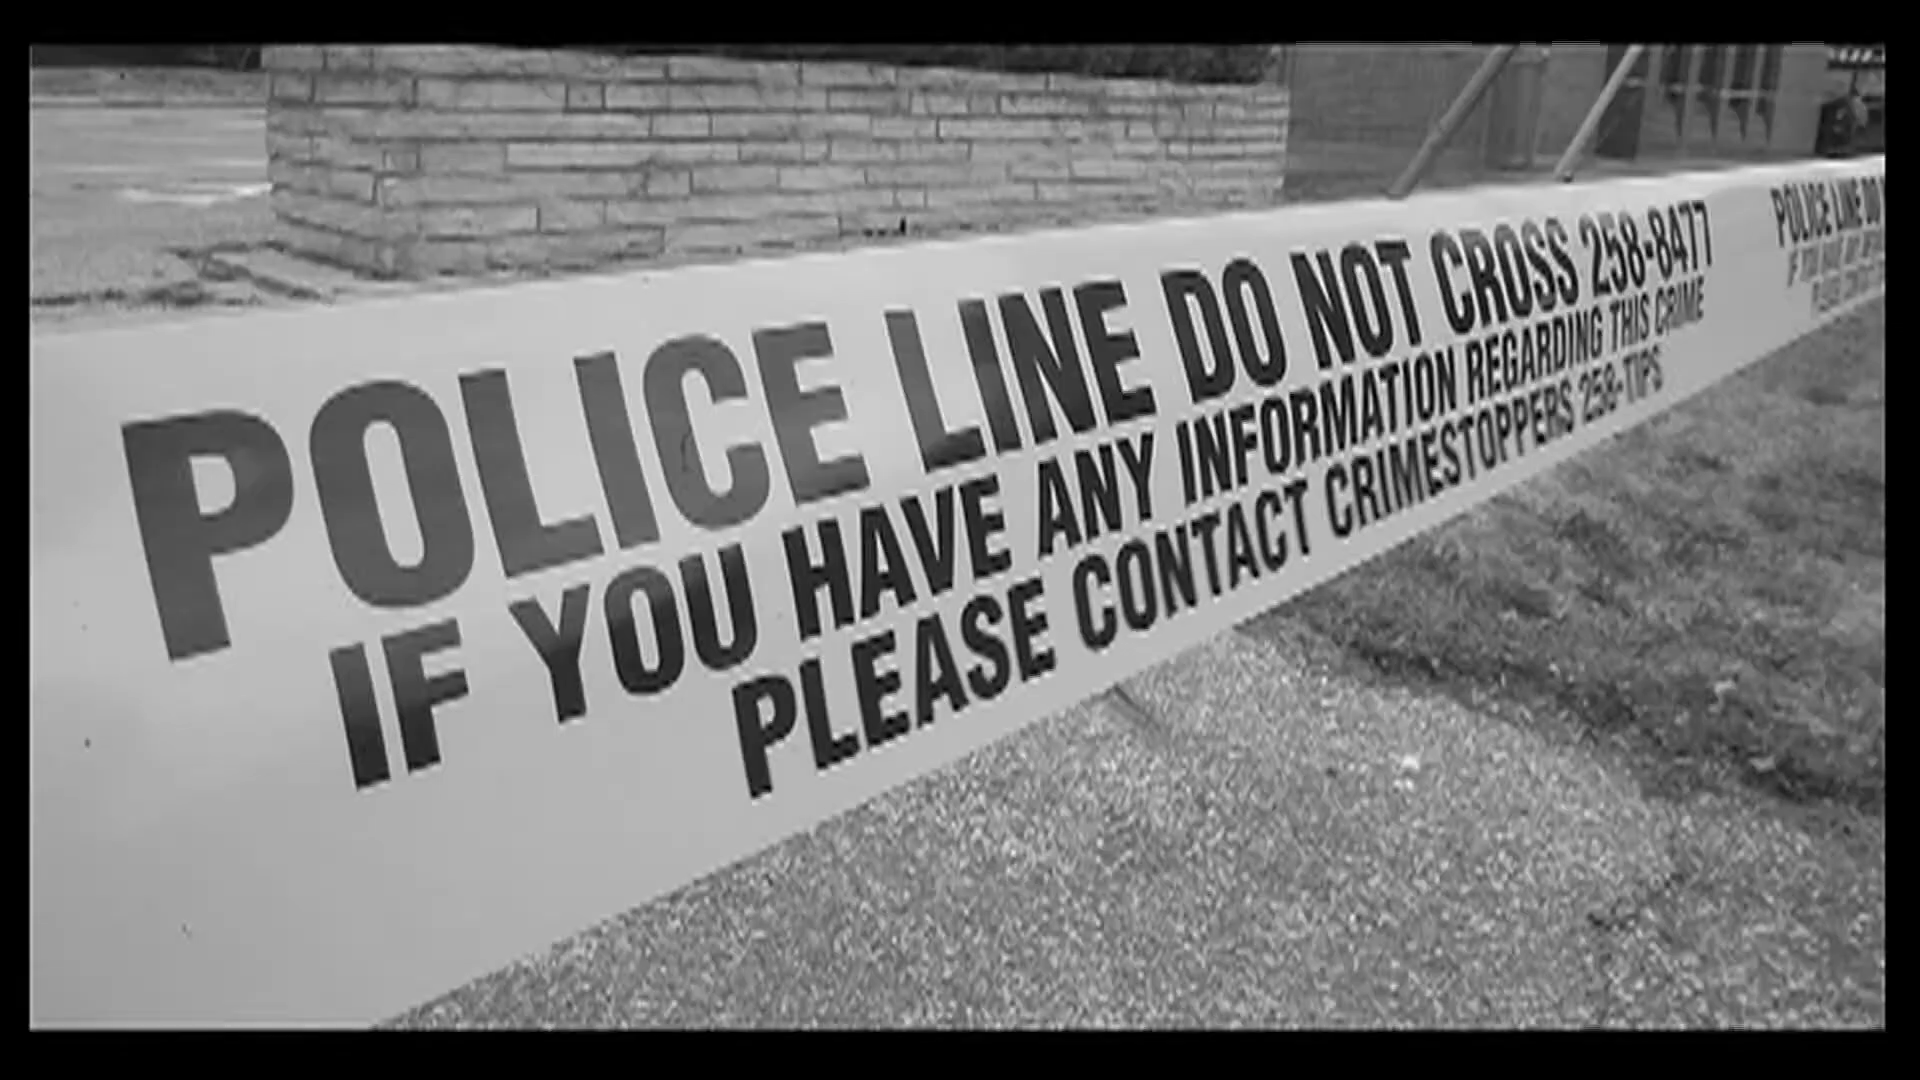 POLICE LINE DO NOT CROSS 258-8477
IF YOU HAVE ANY INFORMATION REGARDING THIS CRIME
PLEASE CONTACT CRIMESTOPPERS 258-TIPS
POLICE LINE DO